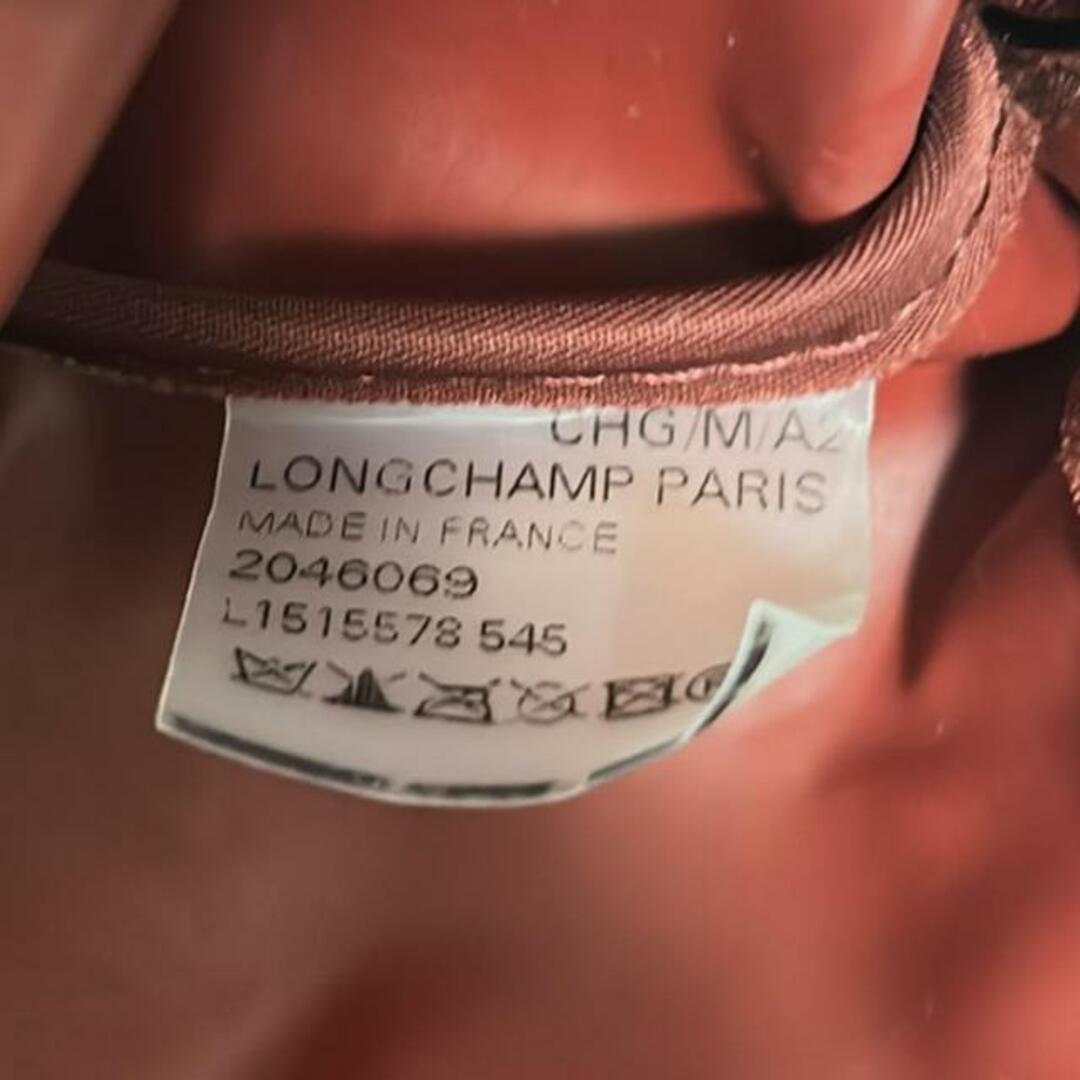 CHG/M/A2
LONGCHAMP PARIS
MADE IN FRANCE
2046069
L1515578 545